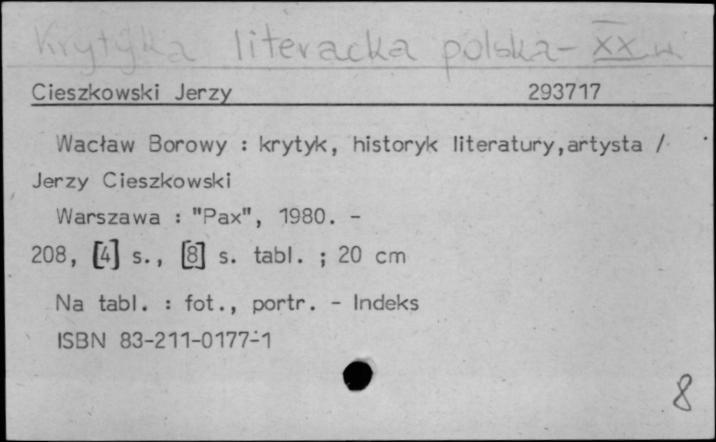 Krytyka literacka polska - XX w.
Cieszkowski Jerzy 293717
Wacław Borowy : krytyk, historyk literatury,artysta /
Jerzy Cieszkowski
Warszawa : "Pax", 1980. -
208, [4] s., [8] s. tabl. ; 20 cm
Na tabl. : fot., portr. - Indeks
ISBN 83-211-0177-1
8